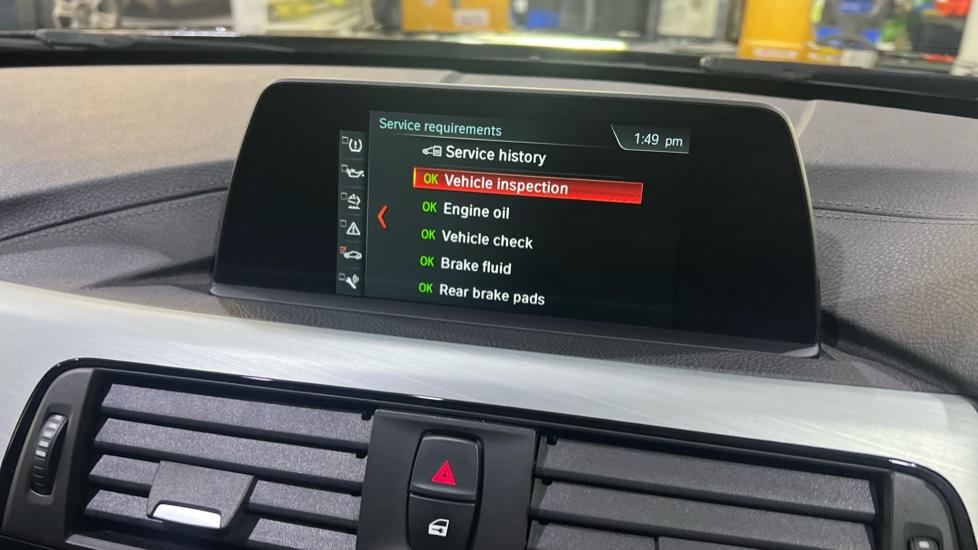 Service requirements
1:49 pm
Service history
OK Vehicle inspection
OK Engine oil
OK Vehicle check
OK Brake fluid
OK Rear brake pads